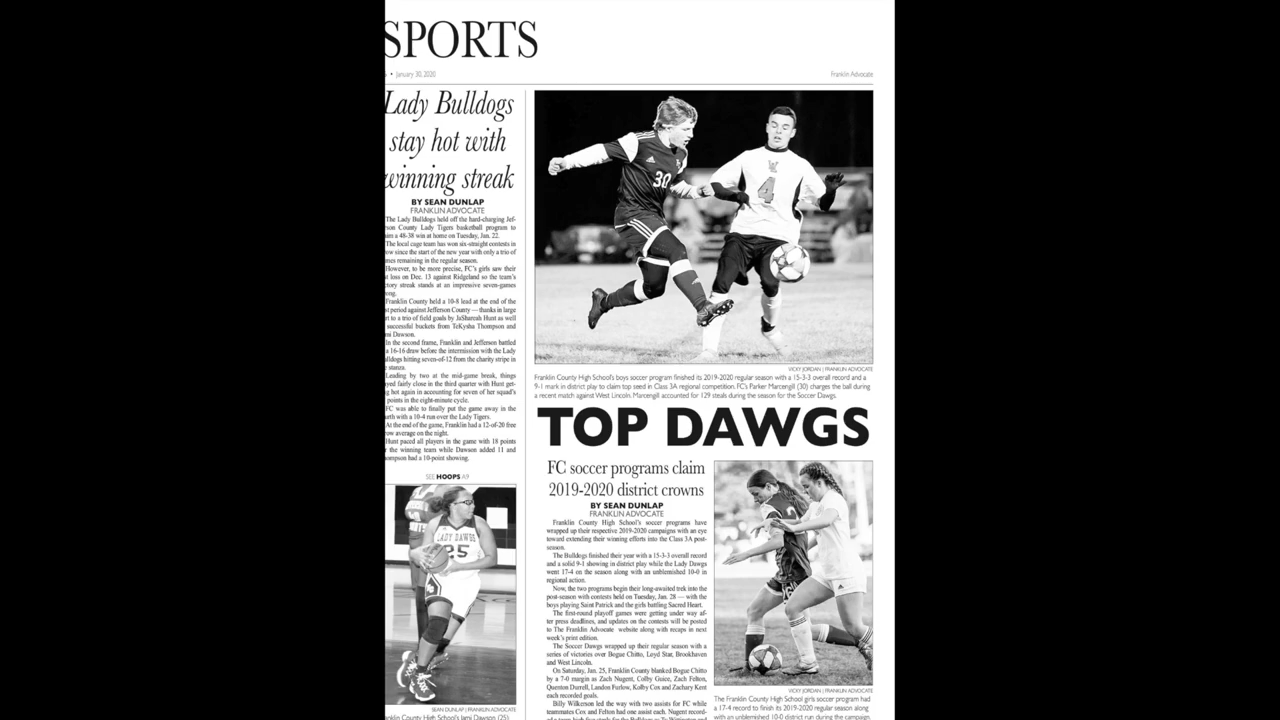 SPORTS
• January 30, 2020
Franklin Advocate
Lady Bulldogs
stay hot with
winning streak
BY SEAN DUNLAP
FRANKLIN ADVOCATE
The Lady Bulldogs held off the hard-charging Jef-
son County Lady Tigers basketball program to
a 48-38 win at home on Tuesday, Jan. 22.
The local cage team has won six-straight contests in
ow since the start of the new year with only a trio of
mes remaining in the regular season.
However, to be more precise, FC's girls saw their
t loss on Dec. 13 against Ridgeland so the team's
tory streak stands at an impressive seven-games
ong.
Franklin County held a 10-8 lead at the end of the
t period against Jefferson County — thanks in large
rt to a trio of field goals by JaShareah Hunt as well
successful buckets from TeKysha Thompson and
mi Dawson.
In the second frame, Franklin and Jefferson battled
a 16-16 draw before the intermission with the Lady
lldogs hitting seven-of-12 from the charity stripe in
e stanza.
Leading by two at the mid-game break, things
yed fairly close in the third quarter with Hunt get-
g hot again in accounting for seven of her squad's
points in the eight-minute cycle.
FC was able to finally put the game away in the
rth with a 10-4 run over the Lady Tigers.
At the end of the game, Franklin had a 12-of-20 free
row average on the night.
Hunt paced all players in the game with 18 points
r the winning team while Dawson added 11 and
ompson had a 10-point showing.
SEE HOOPS A9
LADY DAWGS
25
SEAN DUNLAP | FRANKLIN ADVOCATE
nklin County High School's Jami Dawson (25)
30
4
VICKY JORDAN | FRANKLIN ADVOCATE
Franklin County High School's boys soccer program finished its 2019-2020 regular season with a 15-3-3 overall record and a
9-1 mark in district play to claim top seed in Class 3A regional competition. FC's Parker Marcengill (30) charges the ball during
a recent match against West Lincoln. Marcengill accounted for 129 steals during the season for the Soccer Dawgs.
TOP DAWGS
FC soccer programs claim
2019-2020 district crowns
BY SEAN DUNLAP
FRANKLIN ADVOCATE
Franklin County High School's soccer programs have
wrapped up their respective 2019-2020 campaigns with an eye
toward extending their winning efforts into the Class 3A post-
season.
The Bulldogs finished their year with a 15-3-3 overall record
and a solid 9-1 showing in district play while the Lady Dawgs
went 17-4 on the season along with an unblemished 10-0 in
regional action.
Now, the two programs begin their long-awaited trek into the
post-season with contests held on Tuesday, Jan. 28 — with the
boys playing Saint Patrick and the girls battling Sacred Heart.
The first-round playoff games were getting under way af-
ter press deadlines, and updates on the contests will be posted
to The Franklin Advocate website along with recaps in next
week's print edition.
The Soccer Dawgs wrapped up their regular season with a
series of victories over Bogue Chitto, Loyd Star, Brookhaven
and West Lincoln.
On Saturday, Jan. 25, Franklin County blanked Bogue Chitto
by a 7-0 margin as Zach Nugent, Colby Guice, Zach Felton,
Quenton Durrell, Landon Furlow, Kolby Cox and Zachary Kent
each recorded goals.
Billy Wilkerson led the way with two assists for FC while
teammates Cox and Felton had one assist each. Nugent record-
VICKY JORDAN | FRANKLIN ADVOCATE
The Franklin County High School girls soccer program had
a 17-4 record to finish its 2019-2020 regular season along
with an unblemished 10-0 district run during the campaign.